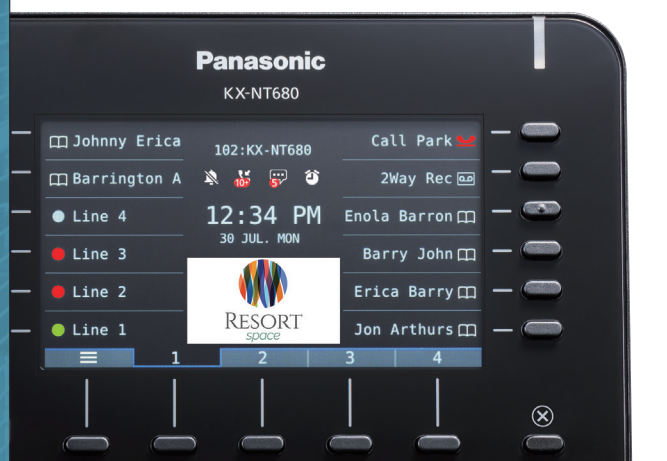 Panasonic
KX-NT680
Johnny Erica
102:KX-NT680
Call Park
Barrington A
10+
5
2Way Rec
Line 4
12:34 PM
Enola Barron
Line 3
30 JUL. MON
Barry John
Line 2
Erica Barry
Line 1
RESORT
space
Jon Arthurs
1
2
3
4